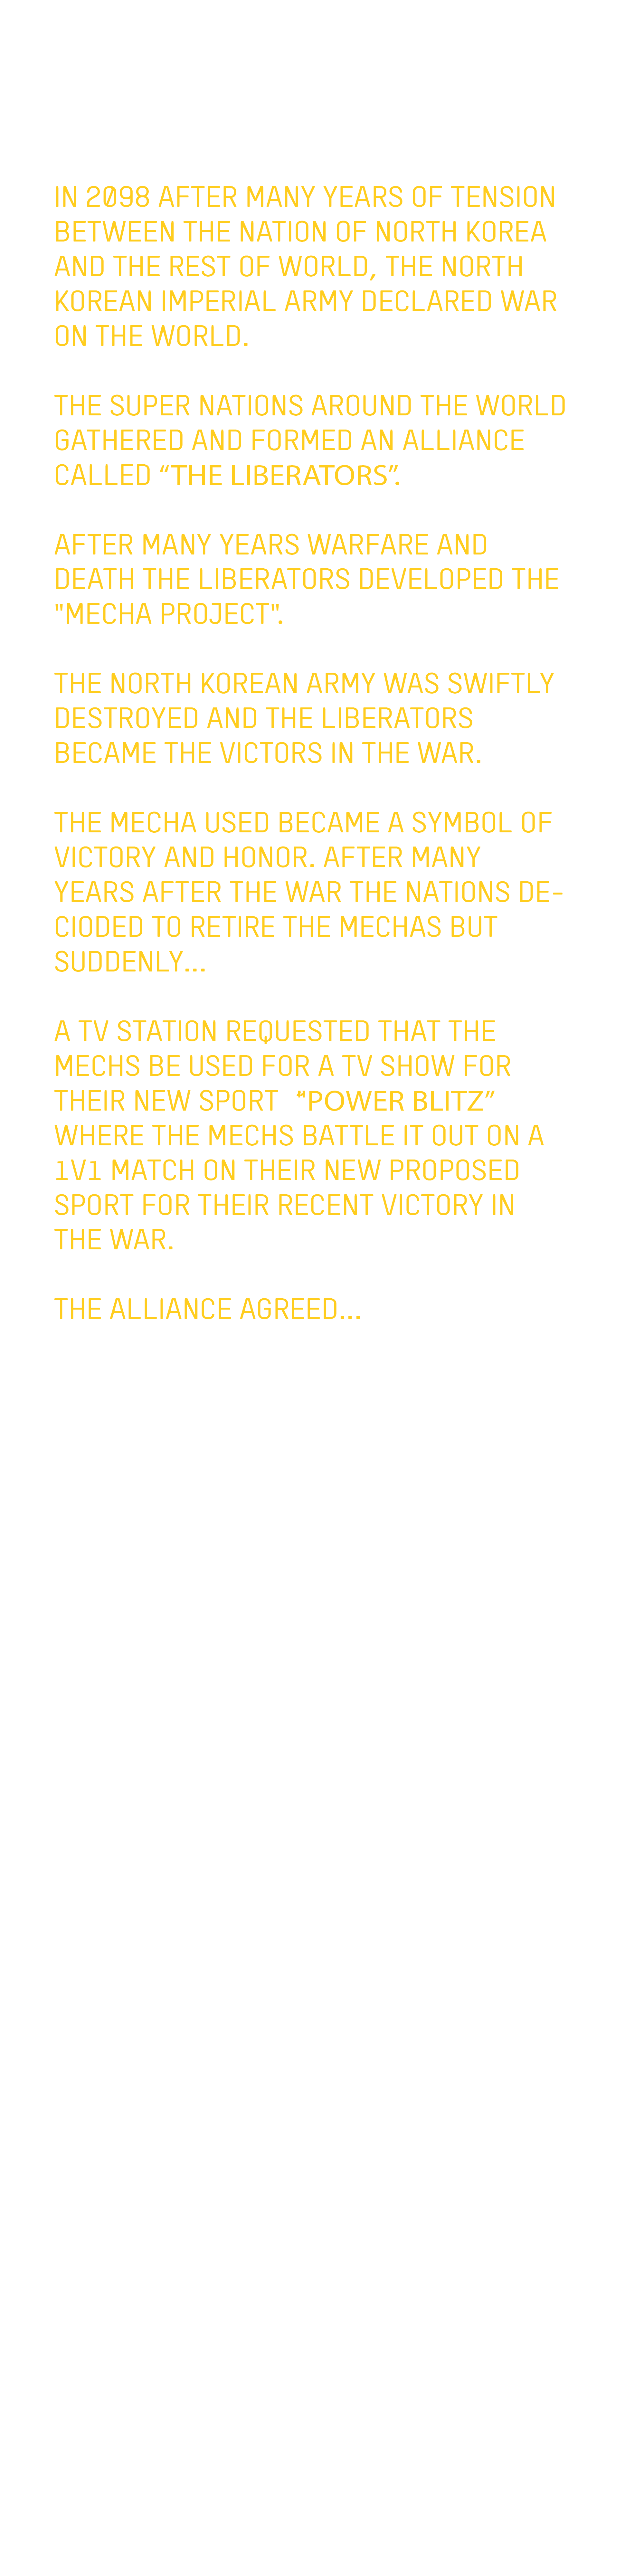 IN 2098 AFTER MANY YEARS OF TENSION
BETWEEN THE NATION OF NORTH KOREA
AND THE REST OF WORLD, THE NORTH
KOREAN IMPERIAL ARMY DECLARED WAR
ON THE WORLD.
THE SUPER NATIONS AROUND THE WORLD
GATHERED AND FORMED AN ALLIANCE
CALLED “THE LIBERATORS”.
AFTER MANY YEARS WARFARE AND
DEATH THE LIBERATORS DEVELOPED THE
"MECHA PROJECT".
THE NORTH KOREAN ARMY WAS SWIFTLY
DESTROYED AND THE LIBERATORS
BECAME THE VICTORS IN THE WAR.
THE MECHA USED BECAME A SYMBOL OF
VICTORY AND HONOR. AFTER MANY
YEARS AFTER THE WAR THE NATIONS DE-
CIODED TO RETIRE THE MECHAS BUT
SUDDENLY...
A TV STATION REQUESTED THAT THE
MECHS BE USED FOR A TV SHOW FOR
THEIR NEW SPORT “POWER BLITZ”
WHERE THE MECHS BATTLE IT OUT ON A
1V1 MATCH ON THEIR NEW PROPOSED
SPORT FOR THEIR RECENT VICTORY IN
THE WAR.
THE ALLIANCE AGREED...